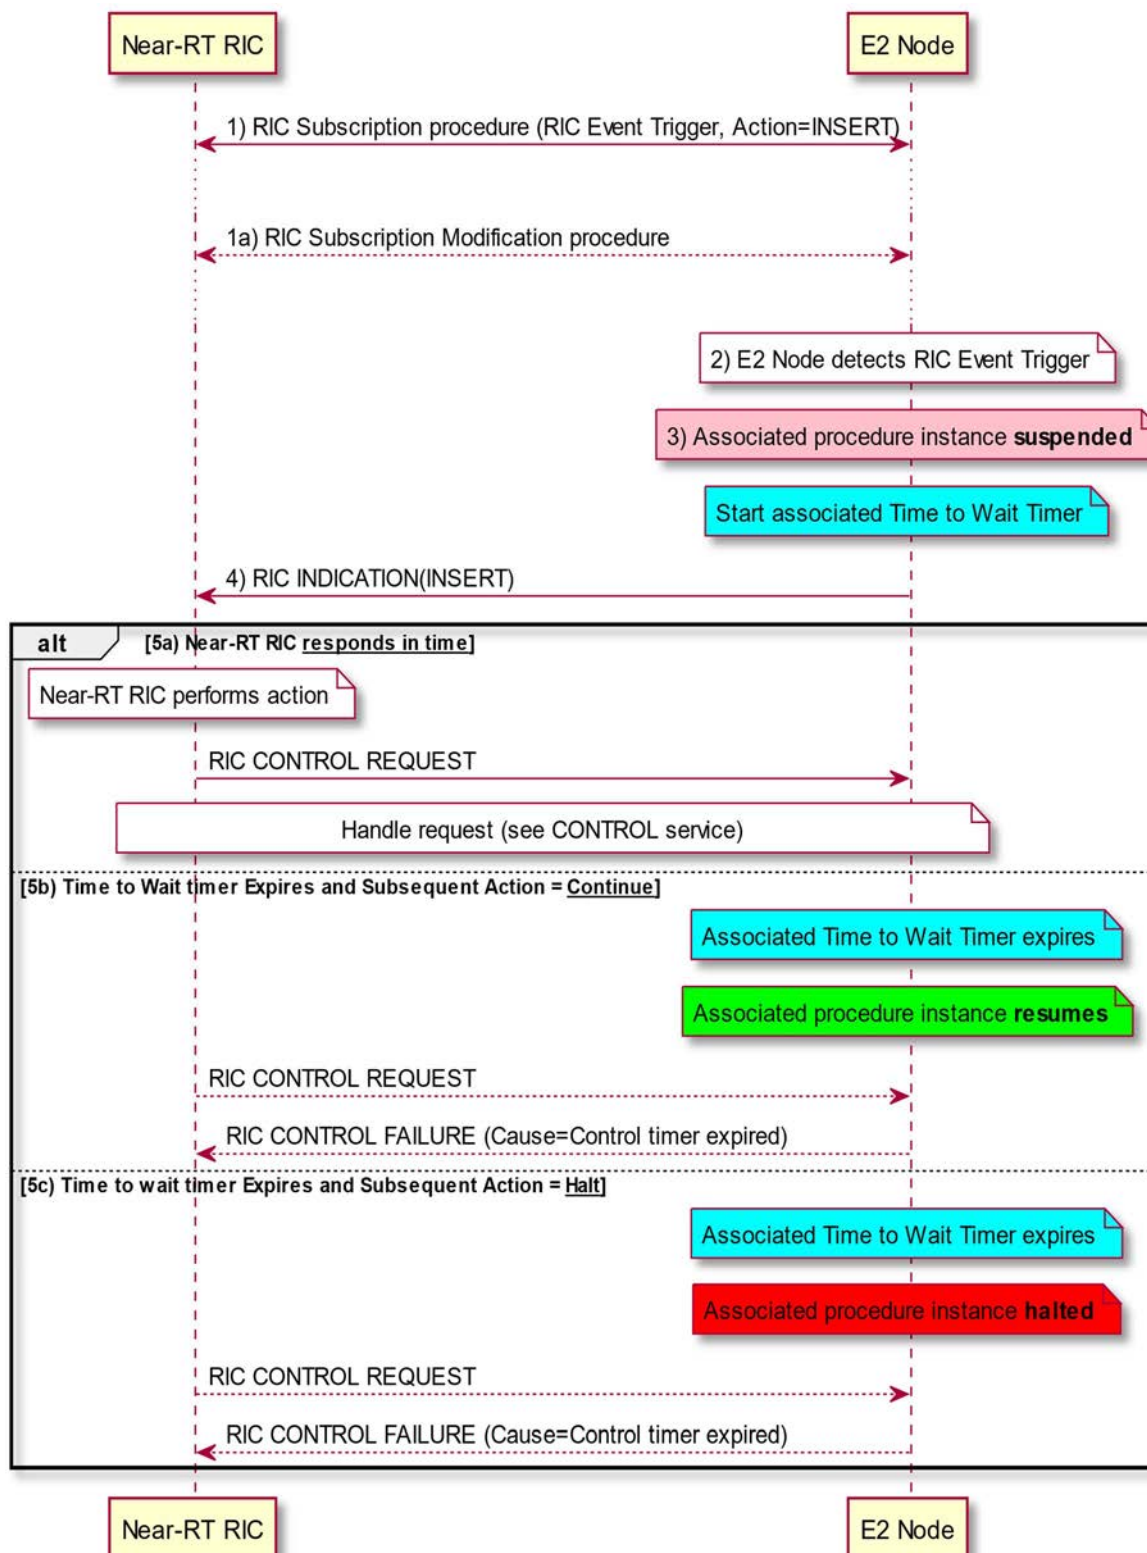 Near-RT RIC
E2 Node
1) RIC Subscription procedure (RIC Event Trigger, Action=INSERT)
1a) RIC Subscription Modification procedure
2) E2 Node detects RIC Event Trigger
3) Associated procedure instance suspended
Start associated Time to Wait Timer
4) RIC INDICATION(INSERT)
alt
[5a) Near-RT RIC responds in time]
Near-RT RIC performs action
RIC CONTROL REQUEST
Handle request (see CONTROL service)
[5b) Time to Wait timer Expires and Subsequent Action = Continue]
Associated Time to Wait Timer expires
Associated procedure instance resumes
RIC CONTROL REQUEST
RIC CONTROL FAILURE (Cause=Control timer expired)
[5c) Time to wait timer Expires and Subsequent Action = Halt]
Associated Time to Wait Timer expires
Associated procedure instance halted
RIC CONTROL REQUEST
RIC CONTROL FAILURE (Cause=Control timer expired)
Near-RT RIC
E2 Node